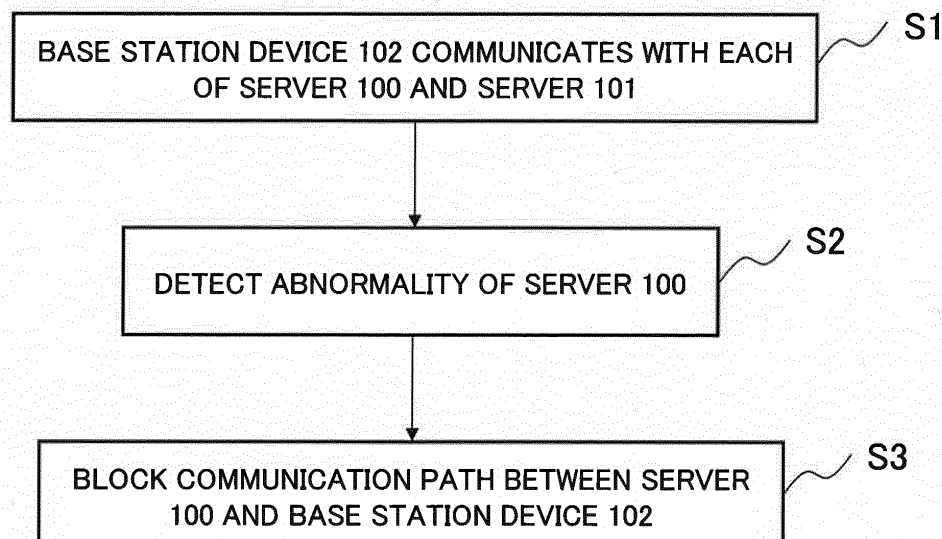 BASE STATION DEVICE 102 COMMUNICATES WITH EACH
OF SERVER 100 AND SERVER 101
S1
DETECT ABNORMALITY OF SERVER 100
S2
BLOCK COMMUNICATION PATH BETWEEN SERVER
100 AND BASE STATION DEVICE 102
S3